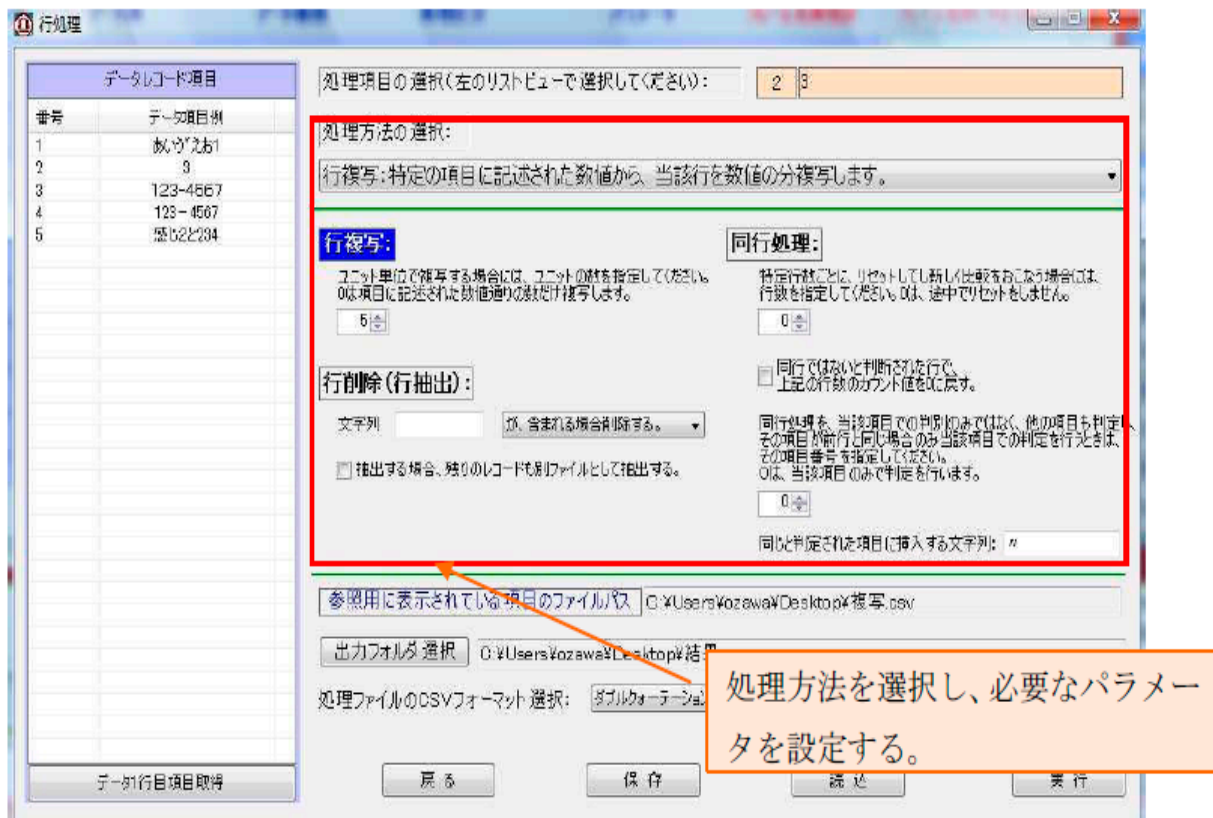 行処理
データレコード項目
番号 データ項目例
1 あいう゛えお1
2 3
3 123-4567
4 123-4567
5 感じこと234
データ1行目項目取得
処理項目の選択(左のリストビューで選択してください): 2 3
処理方法の選択:
行複写:特定の項目に記述された数値から、当該行を数値の分複写します。
行複写:
ユニット単位で複写する場合には、ユニットの数を指定してください。
0は項目に記述された数値通りの数だけ複写します。
5
行削除(行抽出):
文字列 が、含まれる場合削除する。
抽出する場合、残りのレコードも別ファイルとして抽出する。
同行処理:
特定行数ごとに、リセットしてし新しく比較をおこなう場合には、
行数を指定してください。0は、途中でリセットをしません。
0
同行ではないと判断された行で、
上記の行数のカウント値を0に戻す。
同行処理を、当該項目での判別のみではなく、他の項目も判定し、
その項目が前行と同じ場合のみ当該項目での判定を行うときは、
その項目番号を指定してください。
0は、当該項目のみで判定を行います。
0
同じと判定された項目に挿入する文字列: 〃
参照用に表示されている項目のファイルパス C:¥Users¥ozawa¥Desktop¥複写.csv
出力フォルダ選択 C:¥Users¥ozawa¥Desktop¥結果
処理ファイルのCSVフォーマット選択: ダブルクォーテーション
処理方法を選択し、必要なパラメー
タを設定する。
戻る 保存 読込 実行